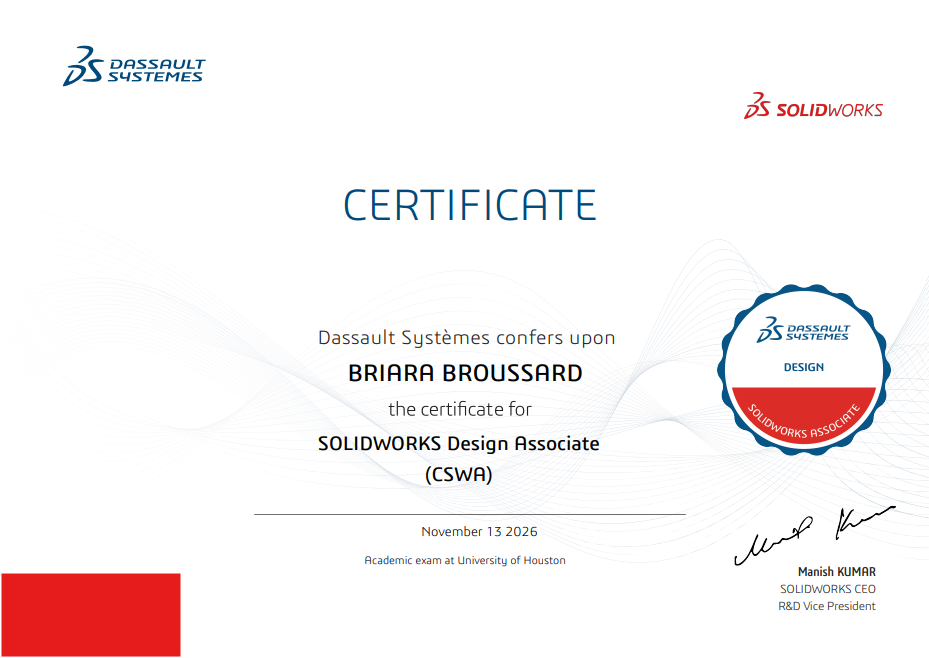 DASSAULT
SYSTEMES
SOLIDWORKS
CERTIFICATE
Dassault Systèmes confers upon
BRIARA BROUSSARD
the certificate for
SOLIDWORKS Design Associate
(CSWA)
November 13 2026
Academic exam at University of Houston
DASSAULT
SYSTEMES
DESIGN
SOLIDWORKS ASSOCIATE
Manish KUMAR
SOLIDWORKS CEO
R&D Vice President